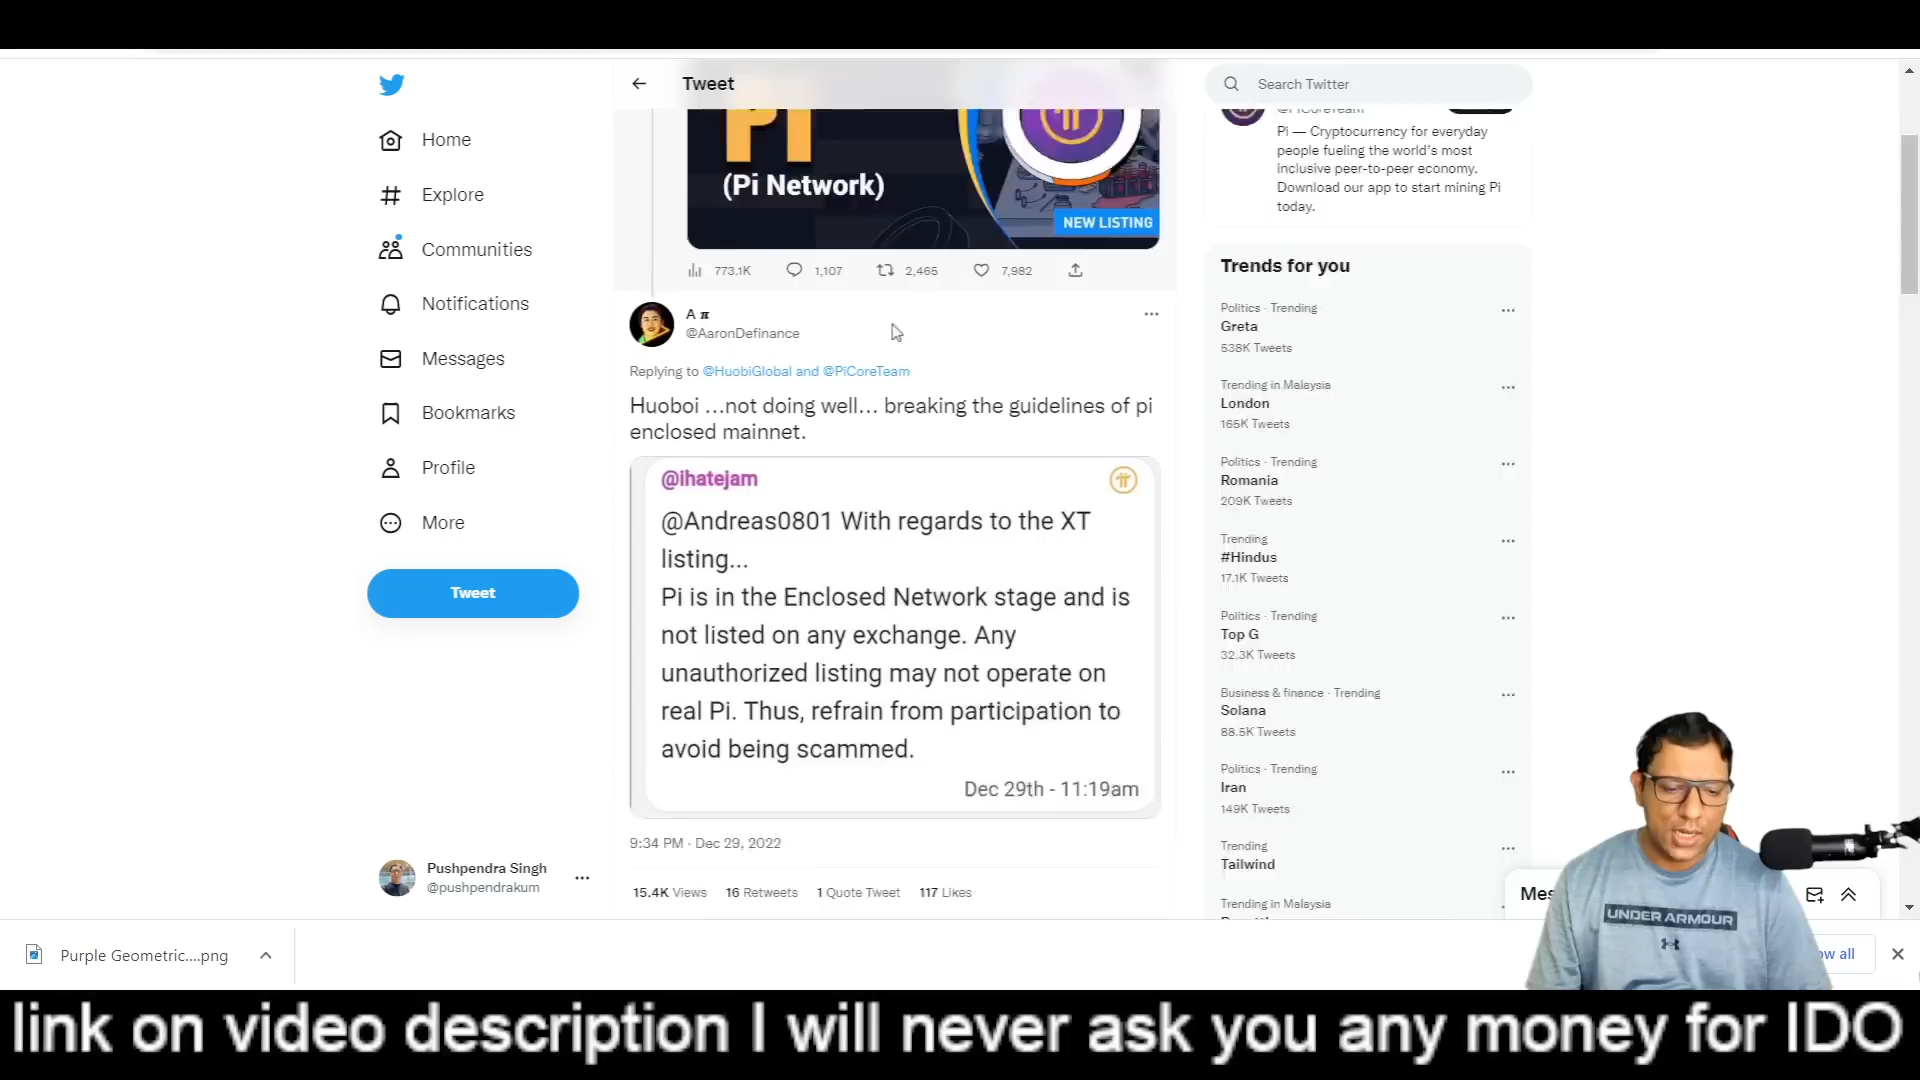 Tweet
Search Twitter
Home
Explore
Communities
Notifications
Messages
Bookmarks
Profile
More
Tweet
Pushpendra Singh
@pushpendrakum
PI
(Pi Network)
NEW LISTING
773.1K 1,107 2,465 7,982
A π
@AaronDefinance
Replying to @HuobiGlobal and @PiCoreTeam
Huoboi ...not doing well... breaking the guidelines of pi
enclosed mainnet.
@ihatejam
@Andreas0801 With regards to the XT
listing...
Pi is in the Enclosed Network stage and is
not listed on any exchange. Any
unauthorized listing may not operate on
real Pi. Thus, refrain from participation to
avoid being scammed.
Dec 29th - 11:19am
9:34 PM · Dec 29, 2022
15.4K Views 16 Retweets 1 Quote Tweet 117 Likes
@PiCoreTeam
Pi — Cryptocurrency for everyday
people fueling the world's most
inclusive peer-to-peer economy.
Download our app to start mining Pi
today.
Trends for you
Politics · Trending
Greta
538K Tweets
Trending in Malaysia
London
165K Tweets
Politics · Trending
Romania
209K Tweets
Trending
#Hindus
17.1K Tweets
Politics · Trending
Top G
32.3K Tweets
Business & finance · Trending
Solana
88.5K Tweets
Politics · Trending
Iran
149K Tweets
Trending
Tailwind
Trending in Malaysia
Mes
UNDER ARMOUR
Purple Geometric....png
ow all
link on video description I will never ask you any money for IDO